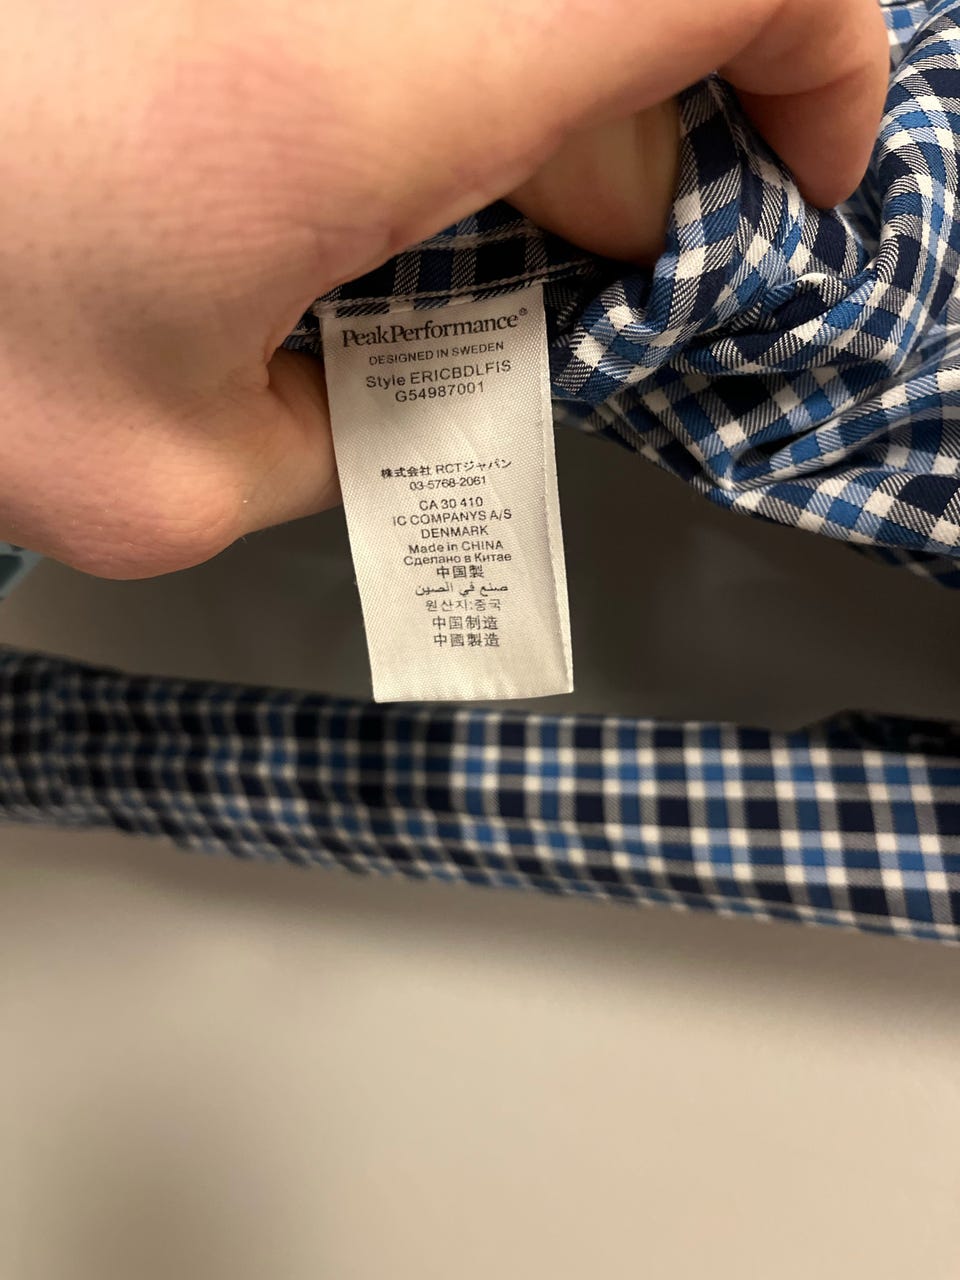 PeakPerformance®
DESIGNED IN SWEDEN
Style ERICBDLFIS
G54987001
株式会社 RCTジャパン
03-5768-2061
CA 30 410
IC COMPANYS A/S
DENMARK
Made in CHINA
Сделано в Китае
中国製
صنع في الصين
원산지:중국
中国制造
中國製造